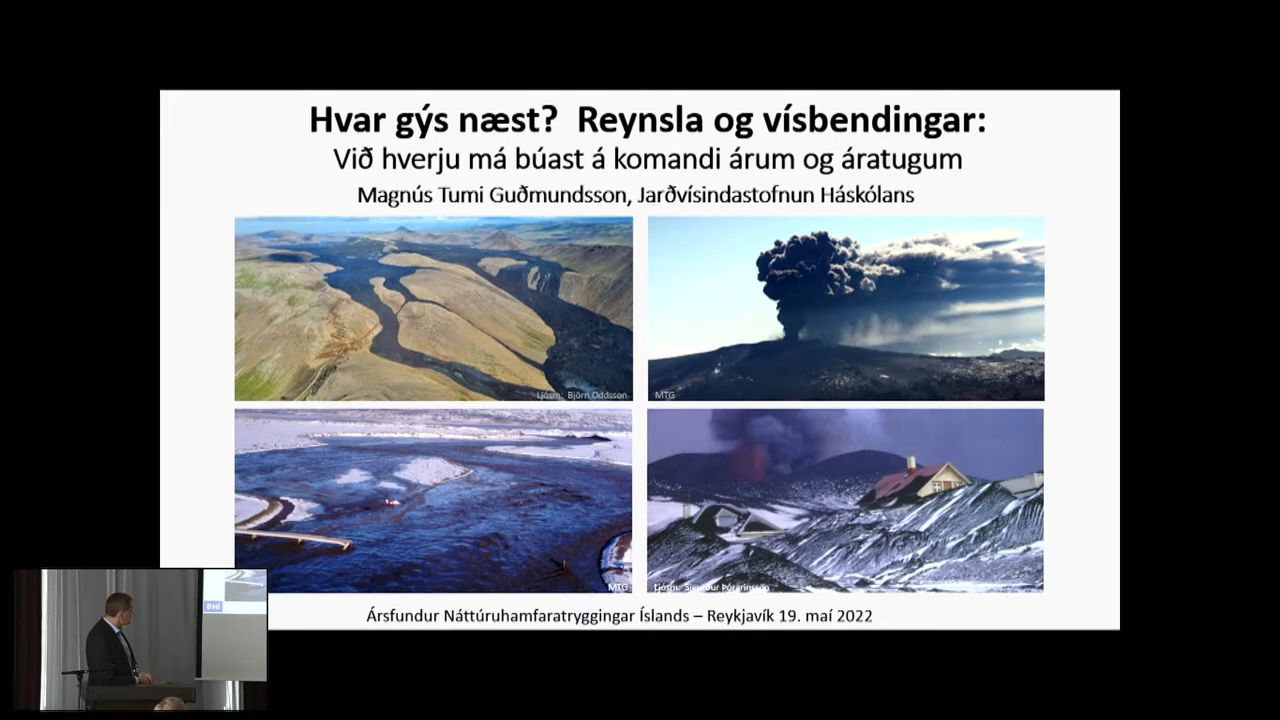 Hvar gýs næst? Reynsla og vísbendingar:
Við hverju má búast á komandi árum og áratugum
Magnús Tumi Guðmundsson, Jarðvísindastofnun Háskólans
Ljósm: Björn Oddsson
MTG
MTG
Ljósm: Sigurður Þórarinsson
Ársfundur Náttúruhamfaratryggingar Íslands – Reykjavík 19. maí 2022
#HÍ